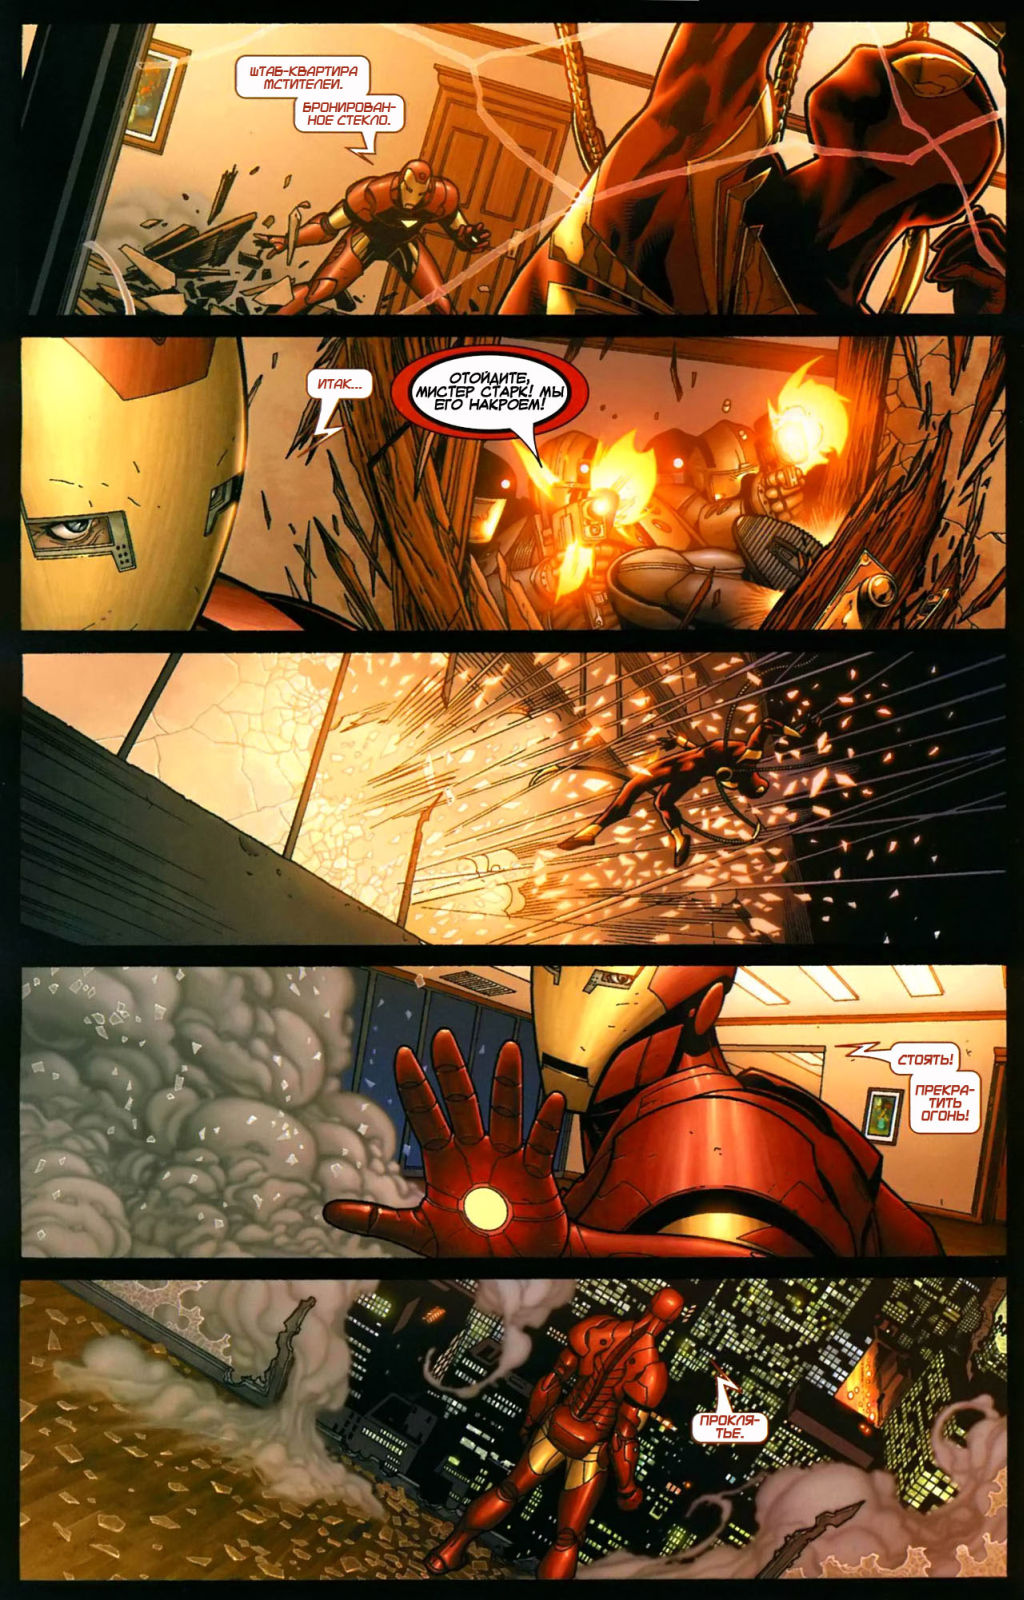 ШТАБ-КВАРТИРА
МСТИТЕЛЕЙ.
БРОНИРОВАН-
НОЕ СТЕКЛО.
ИТАК...
ОТОЙДИТЕ,
МИСТЕР СТАРК! МЫ
ЕГО НАКРОЕМ!
СТОЯТЬ!
ПРЕКРА-
ТИТЬ
ОГОНЬ!
ПРОКЛЯ-
ТЬЕ.